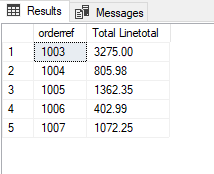 Results Messages
orderref Total Linetotal
1 1003 3275.00
2 1004 805.98
3 1005 1362.35
4 1006 402.99
5 1007 1072.25